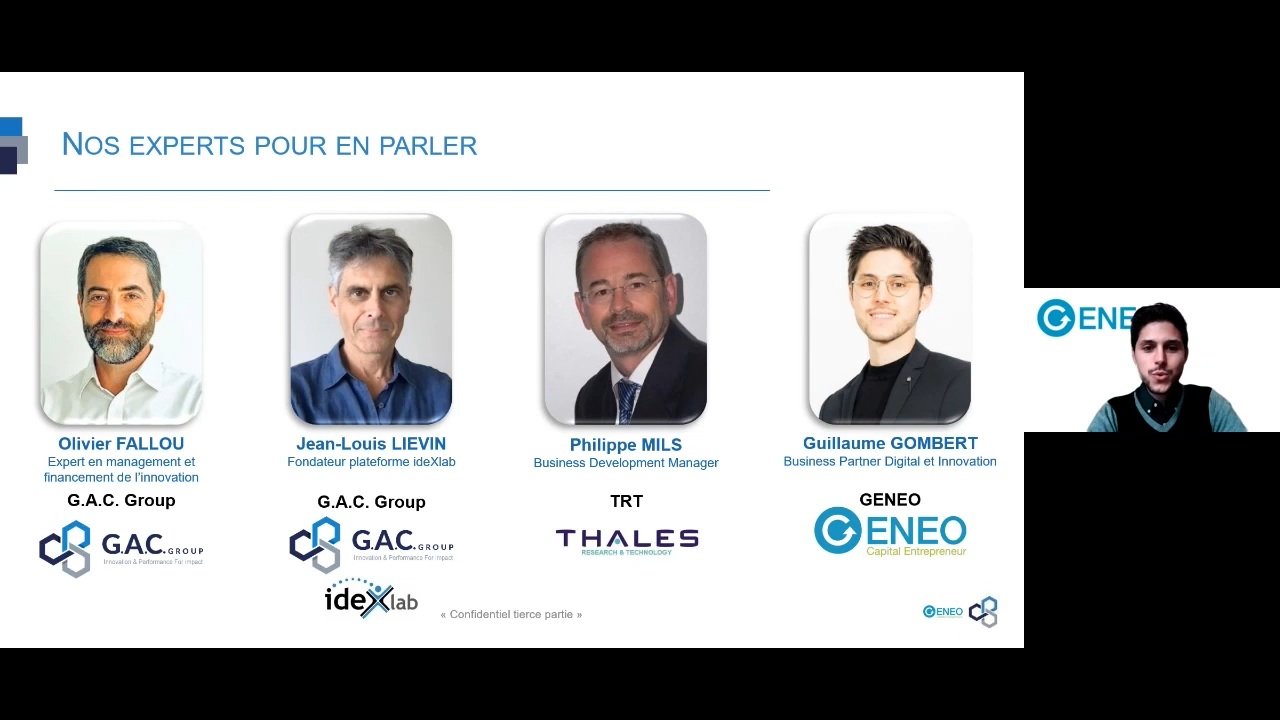 NOS EXPERTS POUR EN PARLER
Olivier FALLOU
Expert en management et
financement de l'innovation
G.A.C. Group
G.A.C. GROUP
Innovation & Performance For Impact
Jean-Louis LIEVIN
Fondateur plateforme ideXlab
G.A.C. Group
G.A.C. GROUP
Innovation & Performance For Impact
ideXlab
Philippe MILS
Business Development Manager
TRT
THALES
RESEARCH & TECHNOLOGY
Guillaume GOMBERT
Business Partner Digital et Innovation
GENEO
GENEO
Capital Entrepreneur
« Confidentiel tierce partie »
GENEO
GENE